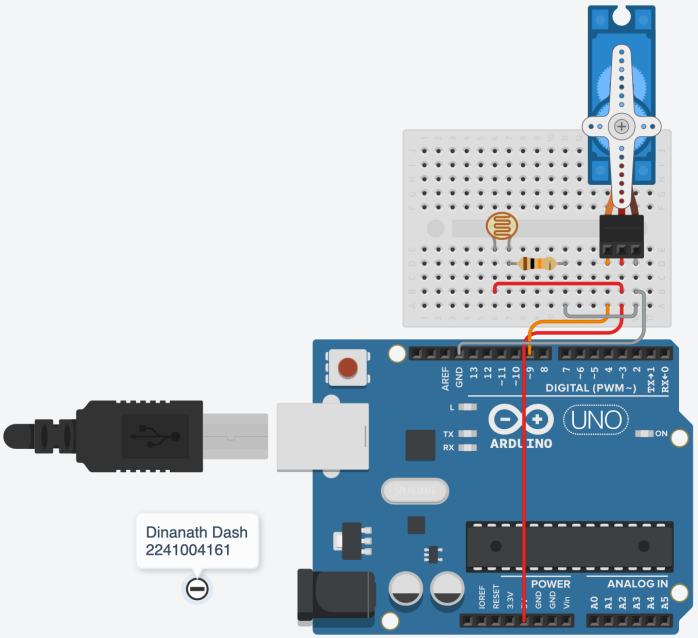 AREF
GND
13
12
~11
~10
~9
8
7
~6
~5
4
~3
2
TX→1
RX←0
DIGITAL (PWM~)
L
TX
RX
ARDUINO
UNO
ON
Dinanath Dash
2241004161
IOREF
RESET
3.3V
GND
GND
Vin
POWER
ANALOG IN
A0
A1
A2
A3
A4
A5